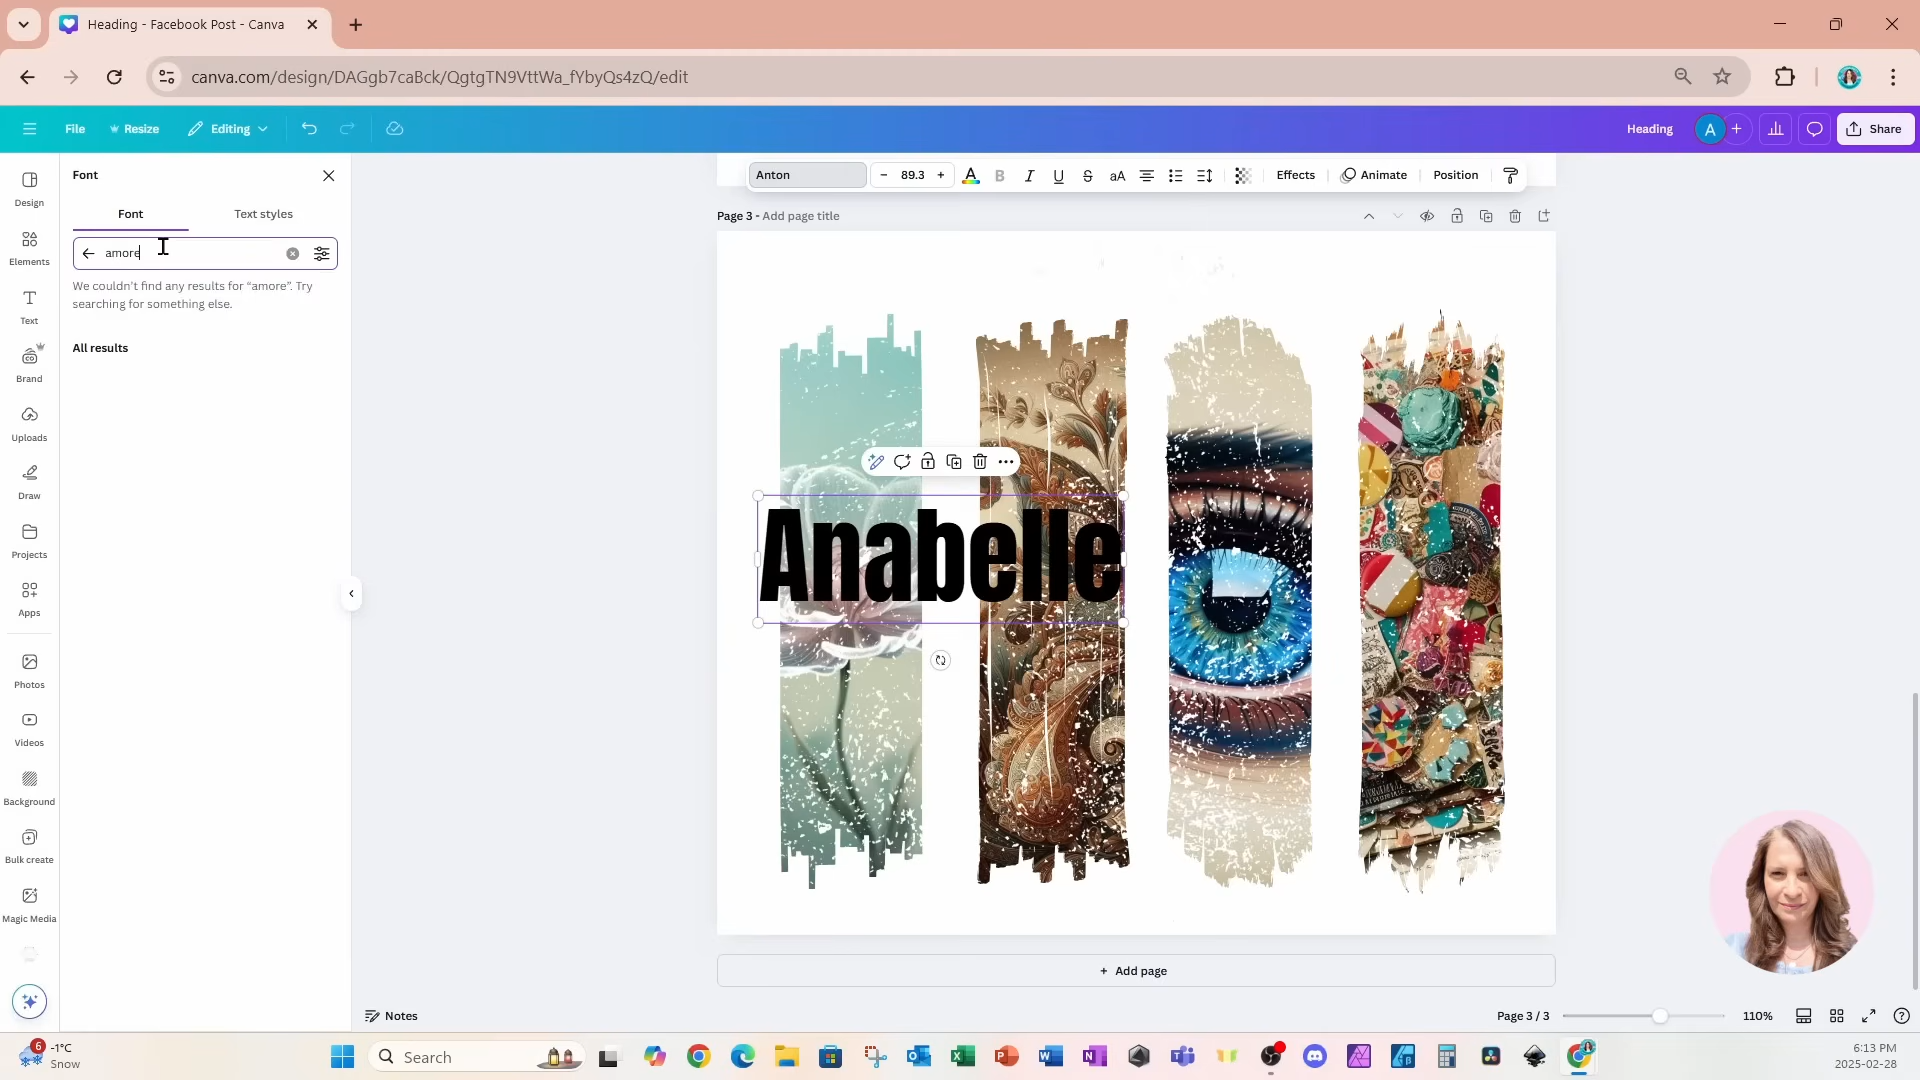 Heading - Facebook Post - Canva
canva.com/design/DAGgb7caBck/QgtgTN9VttWa_fYbyQs4zQ/edit
File
Resize
Editing
Heading
A
Share
Design
Elements
Text
Brand
Uploads
Draw
Projects
Apps
Photos
Videos
Background
Bulk create
Magic Media
Font
Font
Text styles
amore
We couldn't find any results for "amore". Try
searching for something else.
All results
Anton
89.3
Effects
Animate
Position
Page 3 - Add page title
Anabelle
+ Add page
Notes
Page 3 / 3
110%
6
-1°C
Snow
Search
6:13 PM
2025-02-28